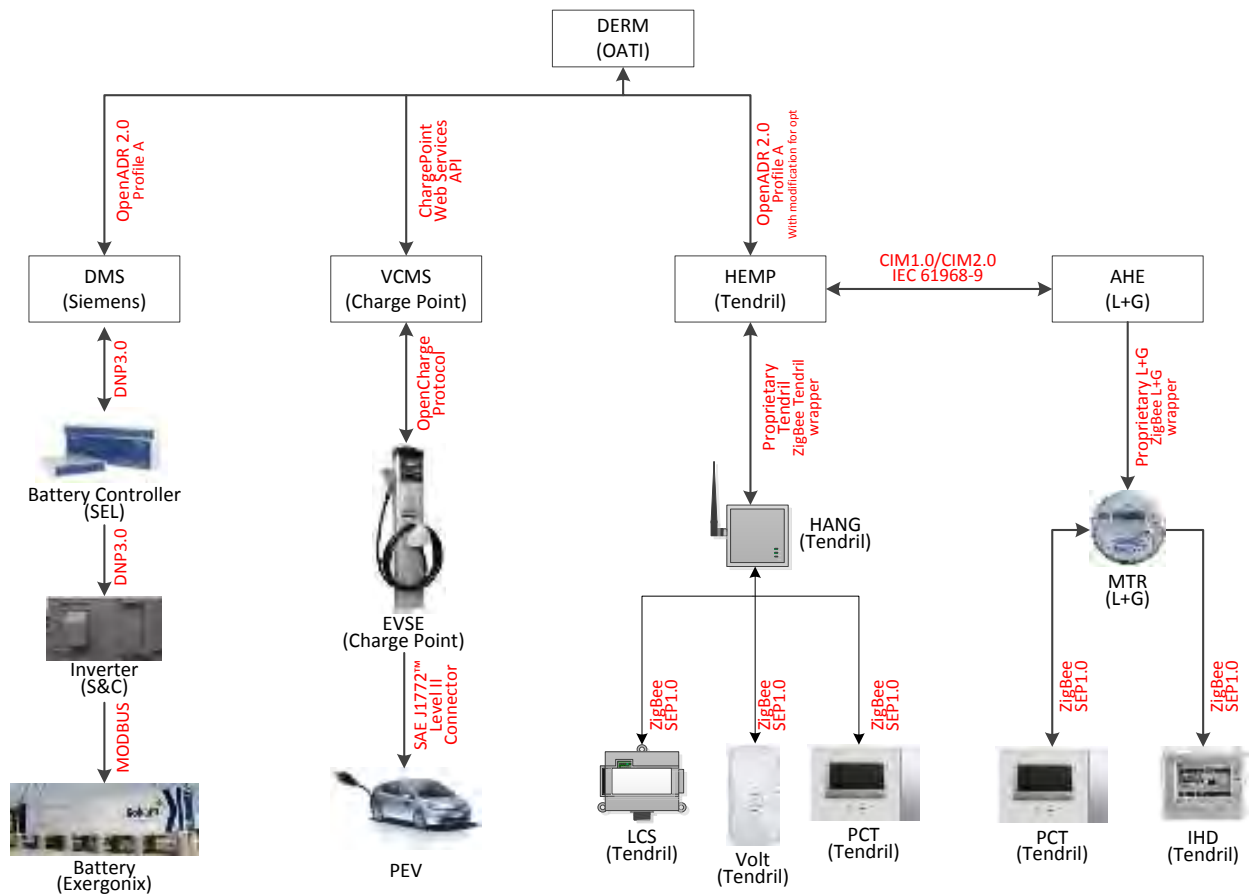 DERM
(OATI)
OpenADR 2.0
Profile A
ChargePoint
Web Services
API
OpenADR 2.0
Profile A
With modification for opt
DMS
(Siemens)
VCMS
(Charge Point)
HEMP
(Tendril)
CIM1.0/CIM2.0
IEC 61968-9
AHE
(L+G)
DNP3.0
OpenCharge
Protocol
Proprietary
Tendril
ZigBee Tendril
wrapper
Proprietary L+G
ZigBee L+G
wrapper
Battery Controller
(SEL)
HANG
(Tendril)
MTR
(L+G)
DNP3.0
EVSE
(Charge Point)
Inverter
(S&C)
SAE J1772™
Level II
Connector
ZigBee
SEP1.0
ZigBee
SEP1.0
ZigBee
SEP1.0
ZigBee
SEP1.0
ZigBee
SEP1.0
MODBUS
Battery
(Exergonix)
PEV
LCS
(Tendril)
Volt
(Tendril)
PCT
(Tendril)
PCT
(Tendril)
IHD
(Tendril)